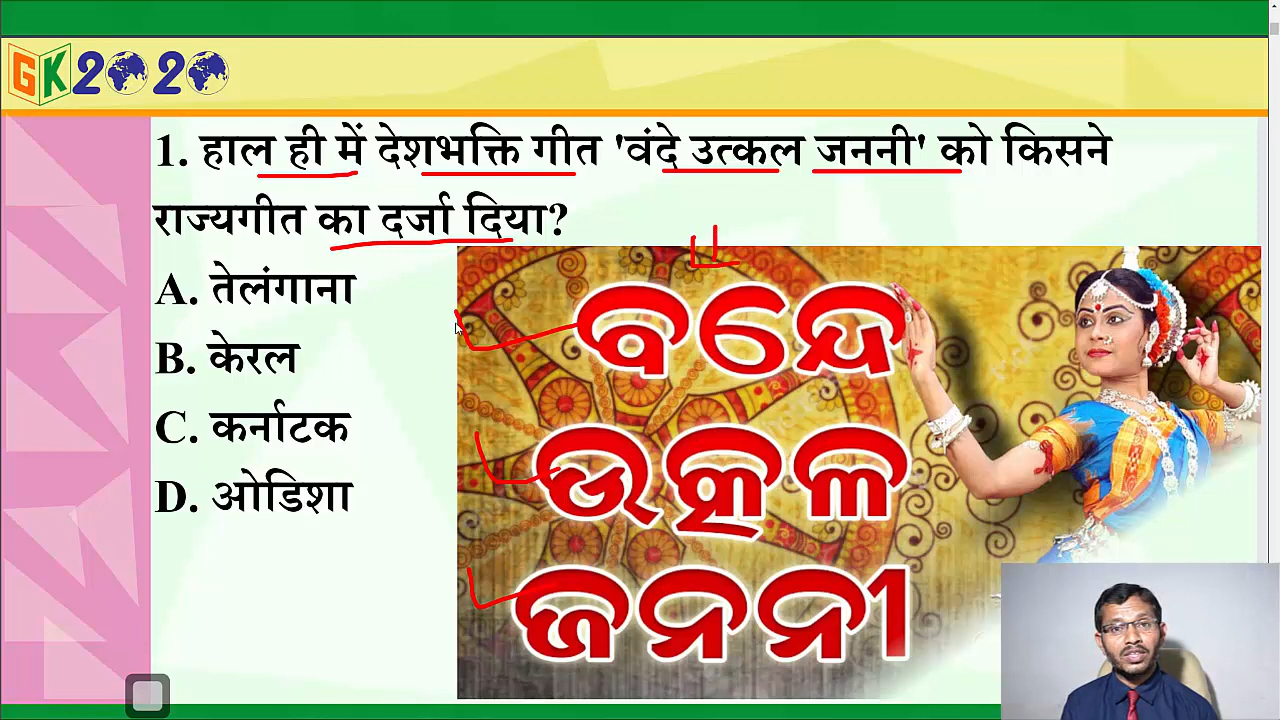 GK2020
1. हाल ही में देशभक्ति गीत 'वंदे उत्कल जननी' को किसने
राज्यगीत का दर्जा दिया?
A. तेलंगाना
B. केरल
C. कर्नाटक
D. ओडिशा
ବନ୍ଦେ
ଉତ୍କଳ
ଜନନୀ